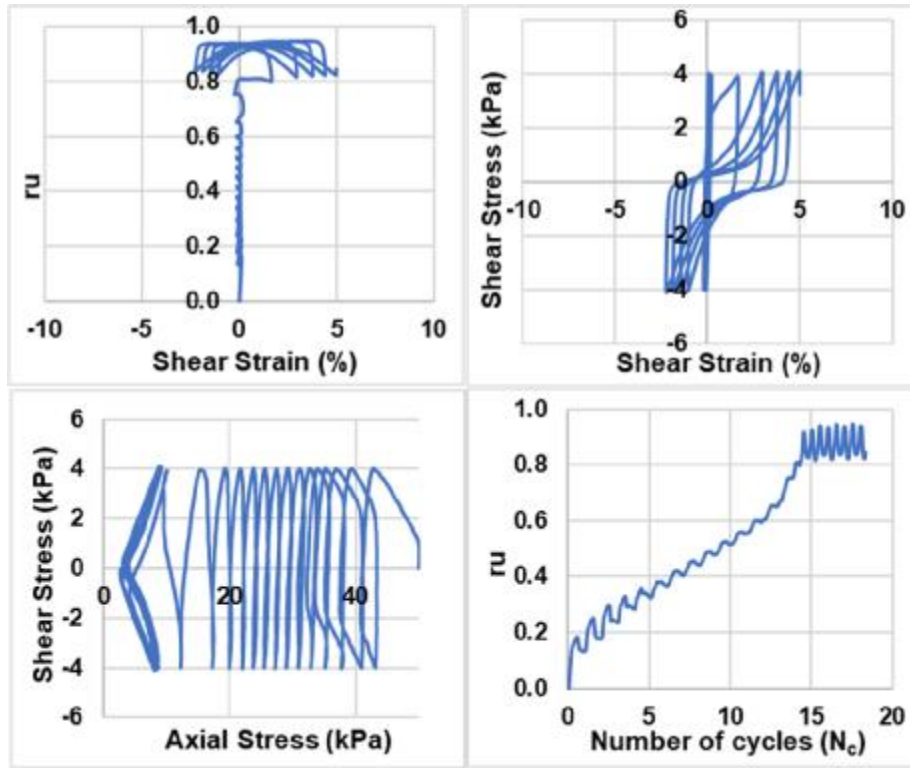 1.0
0.8
0.6
0.4
0.2
0.0
ru
-10 -5 0 5 10
Shear Strain (%)
6
4
2
0
-2
-4
-6
Shear Stress (kPa)
-10 -5 0 5 10
Shear Strain (%)
6
4
2
0
-2
-4
-6
Shear Stress (kPa)
0 20 40
Axial Stress (kPa)
1.0
0.8
0.6
0.4
0.2
0.0
ru
0 5 10 15 20
Number of cycles (Nc)